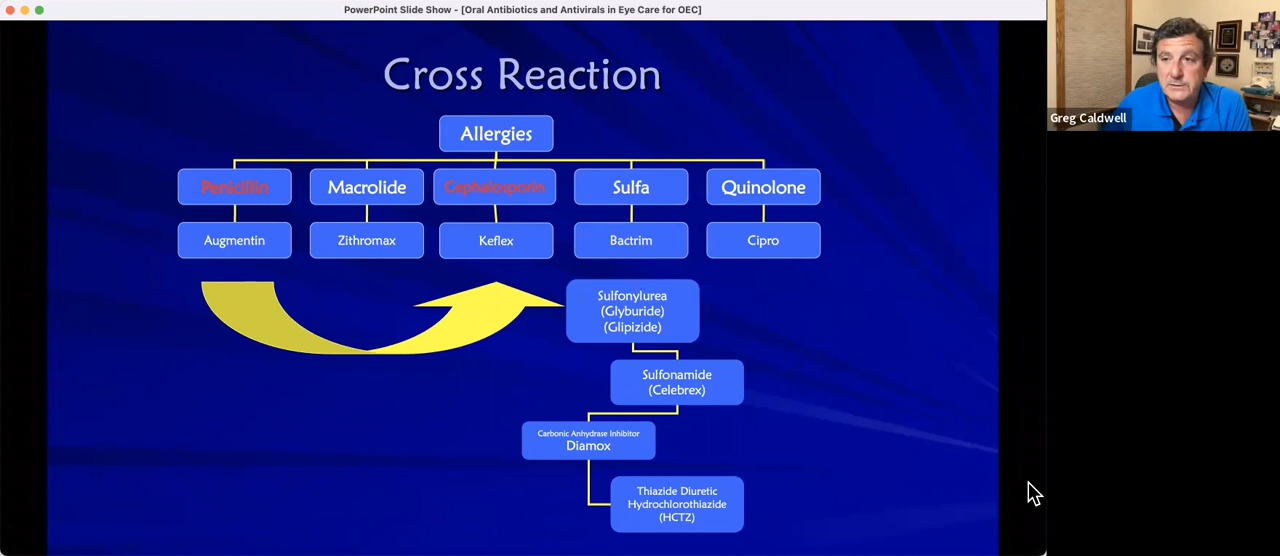 PowerPoint Slide Show - [Oral Antibiotics and Antivirals in Eye Care for OEC]
Greg Caldwell
Cross Reaction
Allergies
Penicillin
Macrolide
Cephalosporin
Sulfa
Quinolone
Augmentin
Zithromax
Keflex
Bactrim
Cipro
Sulfonylurea
(Glyburide)
(Glipizide)
Sulfonamide
(Celebrex)
Carbonic Anhydrase Inhibitor
Diamox
Thiazide Diuretic
Hydrochlorothiazide
(HCTZ)